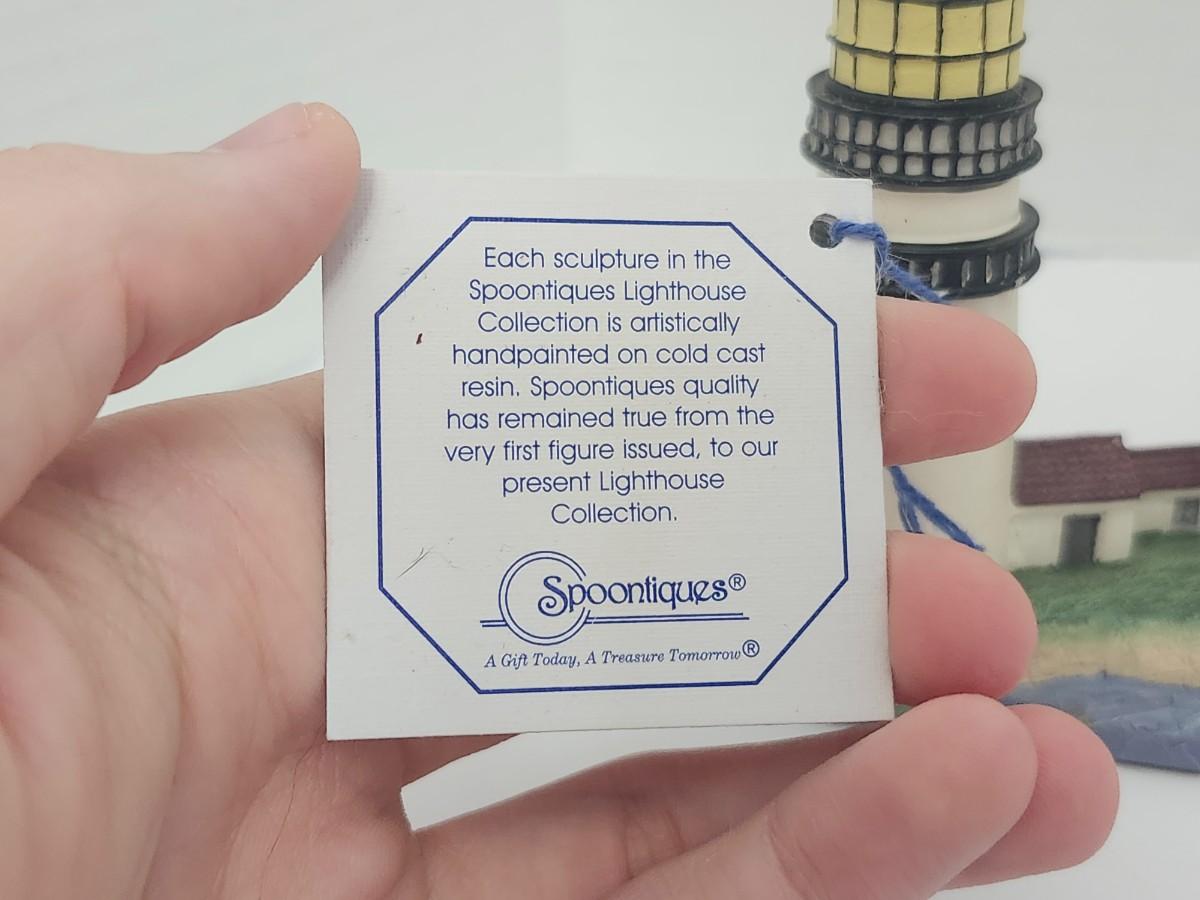 Each sculpture in the
Spoontiques Lighthouse
Collection is artistically
handpainted on cold cast
resin. Spoontiques quality
has remained true from the
very first figure issued, to our
present Lighthouse
Collection.
Spoontiques®
A Gift Today, A Treasure Tomorrow®